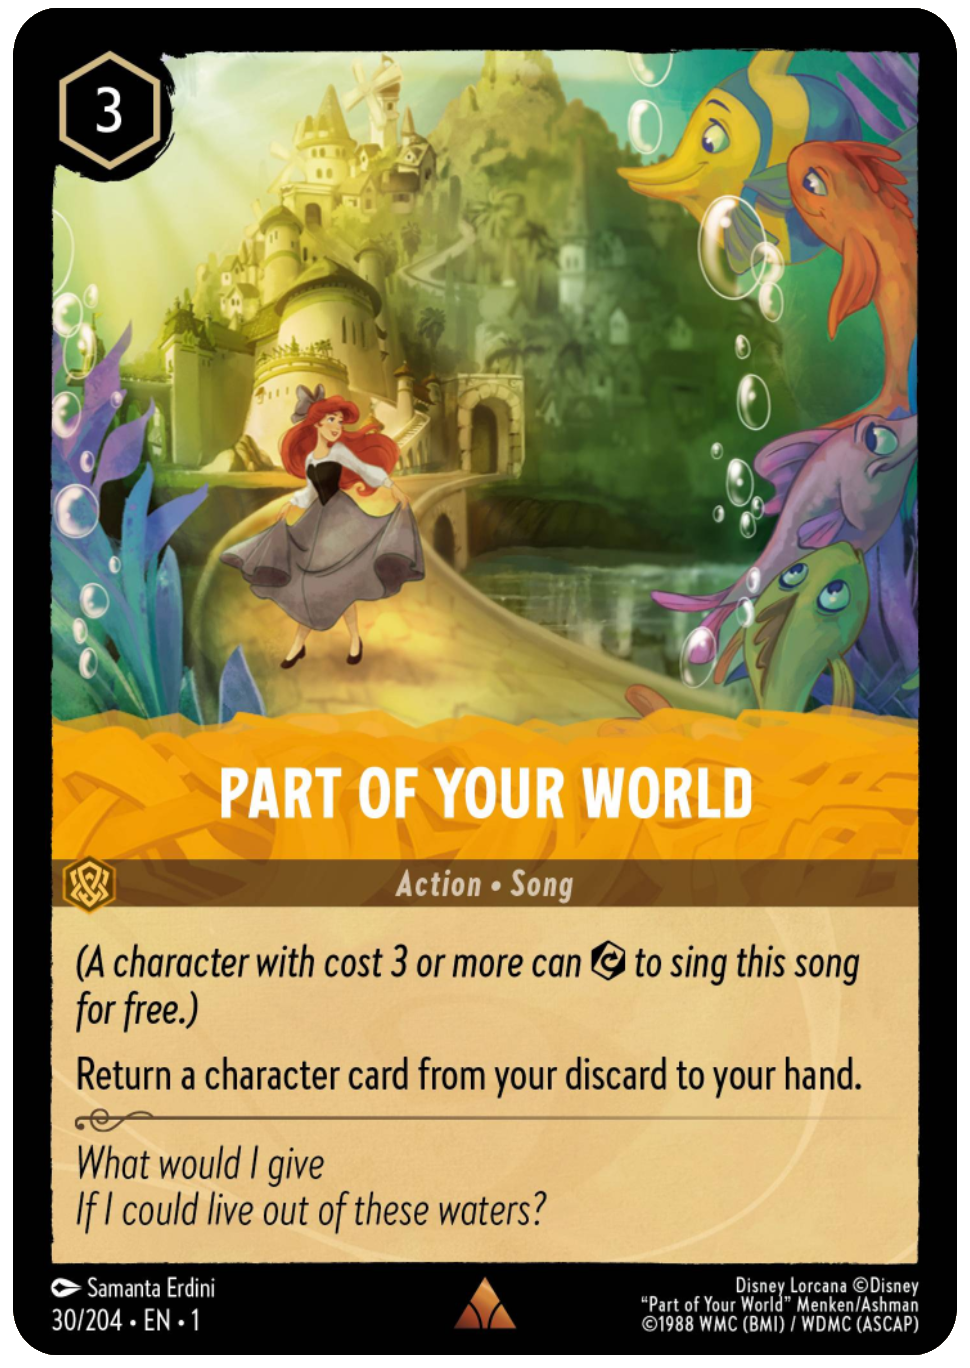 3
PART OF YOUR WORLD
Action • Song
(A character with cost 3 or more can to sing this song
for free.)
Return a character card from your discard to your hand.
What would I give
If I could live out of these waters?
Samanta Erdini
30/204 • EN • 1
Disney Lorcana ©Disney
“Part of Your World” Menken/Ashman
©1988 WMC (BMI) / WDMC (ASCAP)